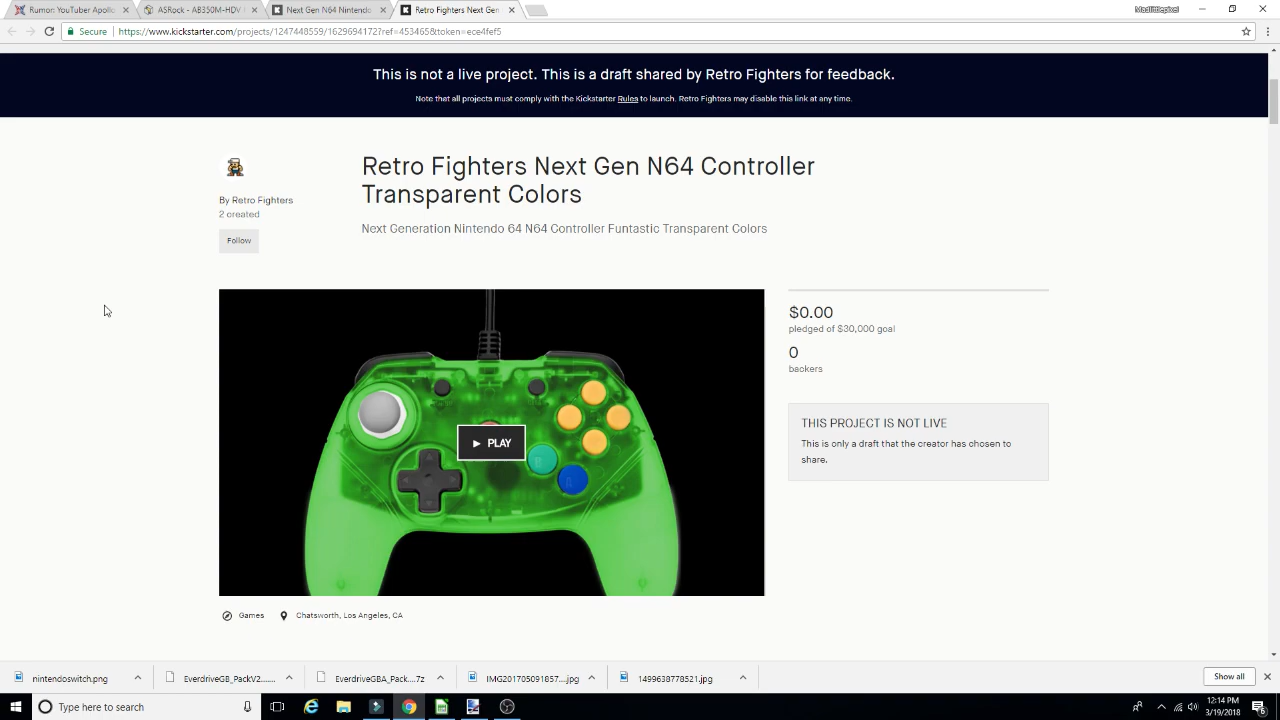 Rumor: YouTuber Apollo
ASRock - AB350M-HDV
Next Gen N64 Nintendo
Retro Fighters Next Gen
Madlittlepixel
Secure
https://www.kickstarter.com/projects/1247448559/1629694172?ref=453465&token=ece4fef5
This is not a live project. This is a draft shared by Retro Fighters for feedback.
Note that all projects must comply with the Kickstarter Rules to launch. Retro Fighters may disable this link at any time.
Retro Fighters Next Gen N64 Controller
Transparent Colors
By Retro Fighters
2 created
Next Generation Nintendo 64 N64 Controller Funtastic Transparent Colors
Follow
$0.00
pledged of $30,000 goal
0
backers
THIS PROJECT IS NOT LIVE
This is only a draft that the creator has chosen to
share.
PLAY
Games
Chatsworth, Los Angeles, CA
nintendoswitch.png
EverdriveGB_PackV2....
EverdriveGBA_Pack....7z
IMG201705091857....jpg
1499638778521.jpg
Show all
Type here to search
12:14 PM
3/19/2018